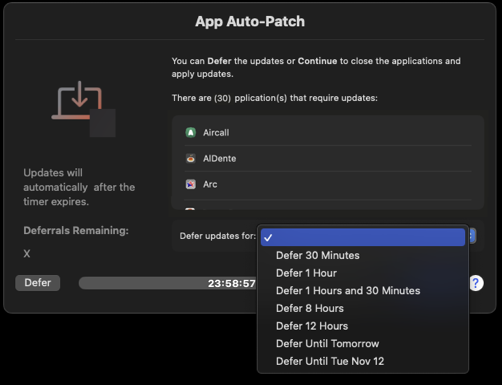 App Auto-Patch
You can Defer the updates or Continue to close the applications and
apply updates.
There are (30) pplication(s) that require updates:
Aircall
AlDente
Arc
Updates will
automatically after the
timer expires.
Deferrals Remaining:
X
Defer updates for:
Defer 30 Minutes
Defer 1 Hour
Defer 1 Hours and 30 Minutes
Defer 8 Hours
Defer 12 Hours
Defer Until Tomorrow
Defer Until Tue Nov 12
Defer
23:58:57
?